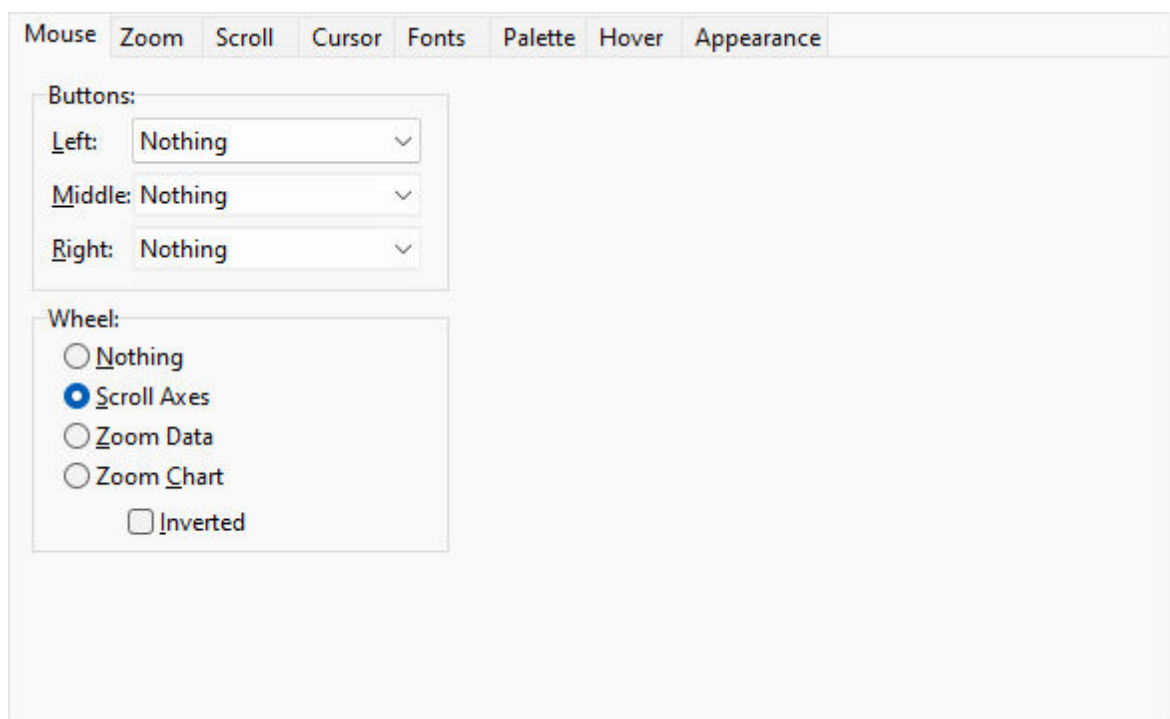 Mouse Zoom Scroll Cursor Fonts Palette Hover Appearance
Buttons:
Left: Nothing
Middle: Nothing
Right: Nothing
Wheel:
Nothing
Scroll Axes
Zoom Data
Zoom Chart
Inverted